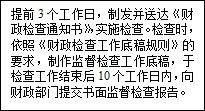 提前3个工作日，制发并送达《财
政检查通知书》，实施检查。检查时，
依照《财政检查工作底稿规则》的
要求，制作监督检查工作底稿，于
检查工作结束后10个工作日内，向
财政部门提交书面监督检查报告。